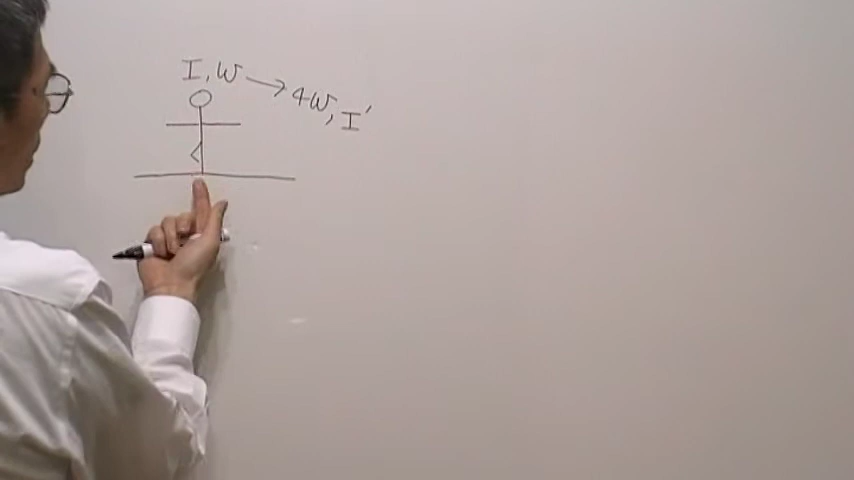 I, ω → 4ω, I′